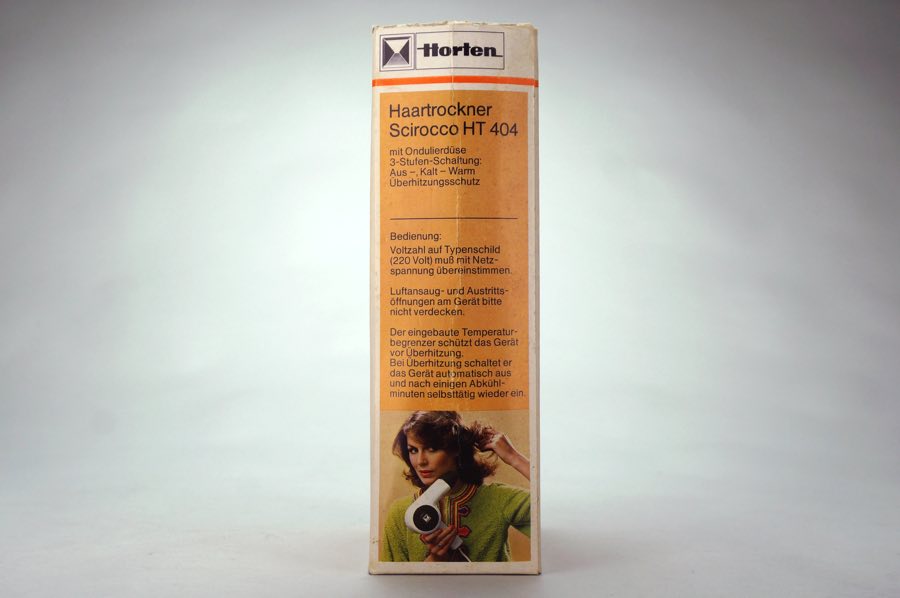 Horten
Haartrockner
Scirocco HT 404
mit Ondulierdüse
3-Stufen-Schaltung:
Aus –, Kalt – Warm
Überhitzungsschutz
Bedienung:
Voltzahl auf Typenschild
(220 Volt) muß mit Netz-
spannung übereinstimmen.
Luftansaug- und Austritts-
öffnungen am Gerät bitte
nicht verdecken.
Der eingebaute Temperatur-
begrenzer schützt das Gerät
vor Überhitzung.
Bei Überhitzung schaltet er
das Gerät automatisch aus
und nach einigen Abkühl-
minuten selbsttätig wieder ein.